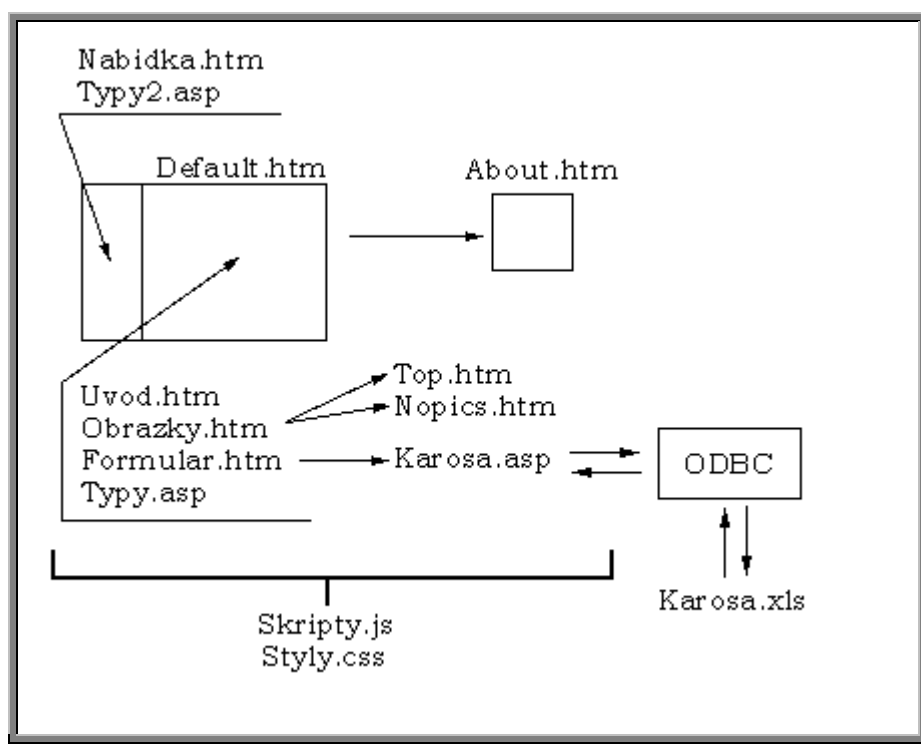 Nabidka.htm
Typy2.asp
Default.htm
About.htm
Uvod.htm
Obrazky.htm
Formular.htm
Typy.asp
Top.htm
Nopics.htm
Karosa.asp
ODBC
Karosa.xls
Skripty.js
Styly.css